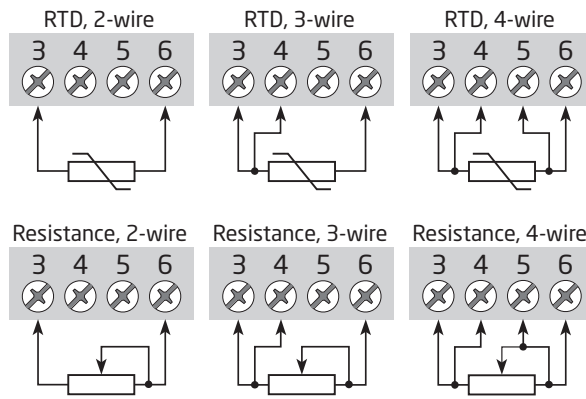 RTD, 2-wire
3 4 5 6
RTD, 3-wire
3 4 5 6
RTD, 4-wire
3 4 5 6
Resistance, 2-wire
3 4 5 6
Resistance, 3-wire
3 4 5 6
Resistance, 4-wire
3 4 5 6